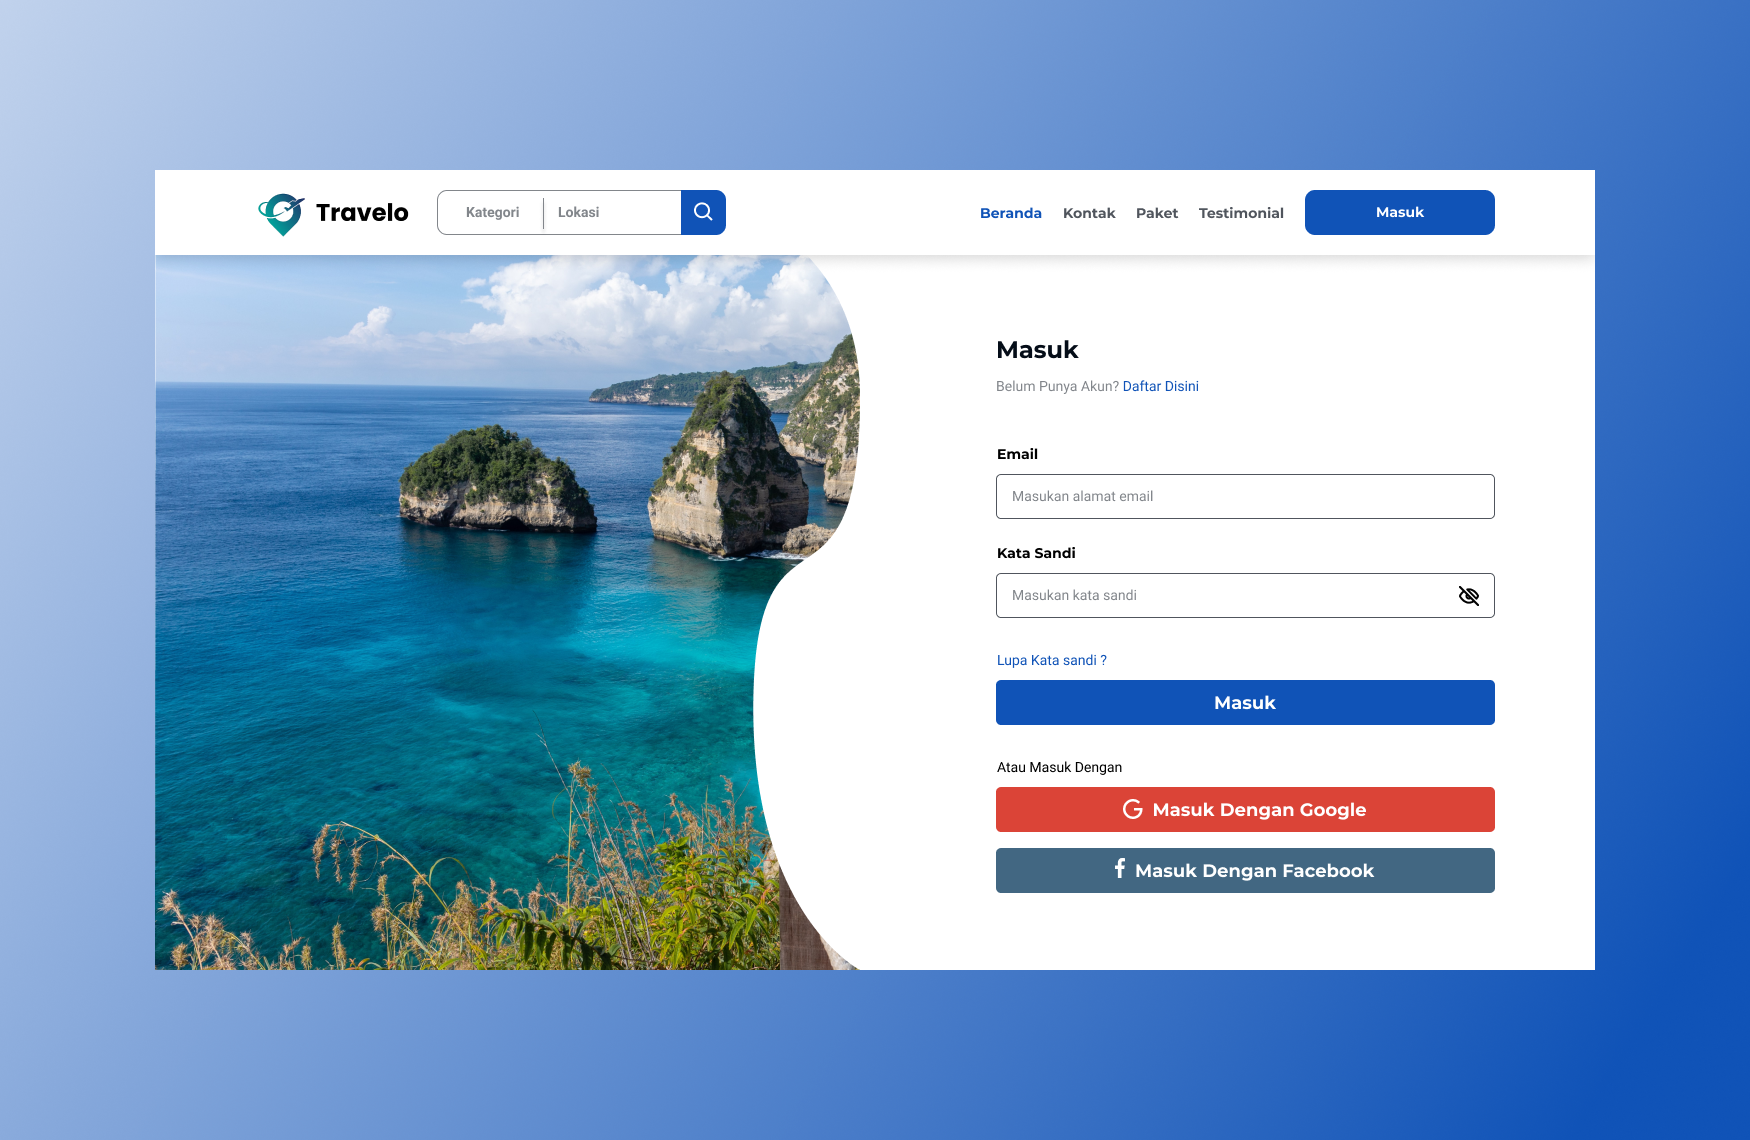 Travelo
Kategori
Lokasi
Beranda
Kontak
Paket
Testimonial
Masuk
Masuk
Belum Punya Akun? Daftar Disini
Email
Masukan alamat email
Kata Sandi
Masukan kata sandi
Lupa Kata sandi ?
Masuk
Atau Masuk Dengan
Masuk Dengan Google
Masuk Dengan Facebook